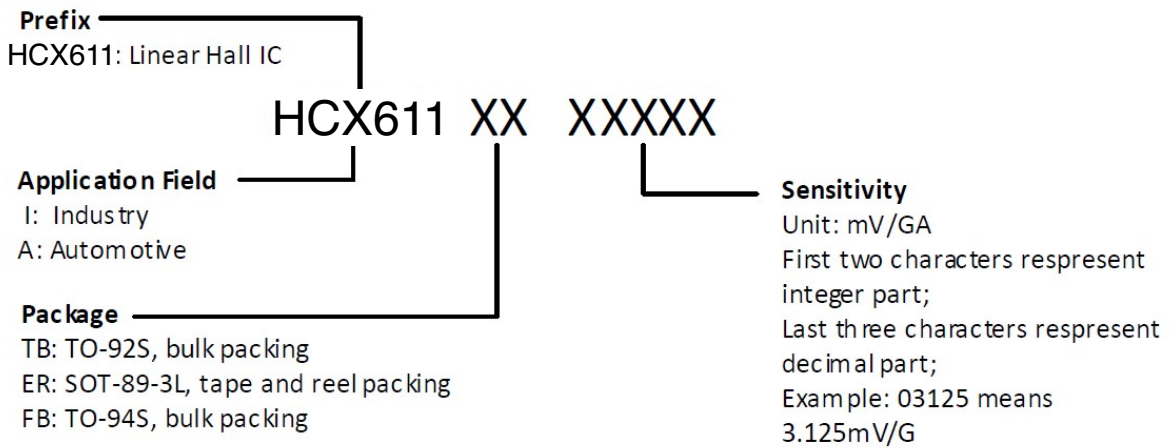 Prefix
HCX611: Linear Hall IC
HCX611 XX XXXXX
Application Field
I: Industry
A: Automotive
Package
TB: TO-92S, bulk packing
ER: SOT-89-3L, tape and reel packing
FB: TO-94S, bulk packing
Sensitivity
Unit: mV/GA
First two characters respresent
integer part;
Last three characters respresent
decimal part;
Example: 03125 means
3.125mV/G